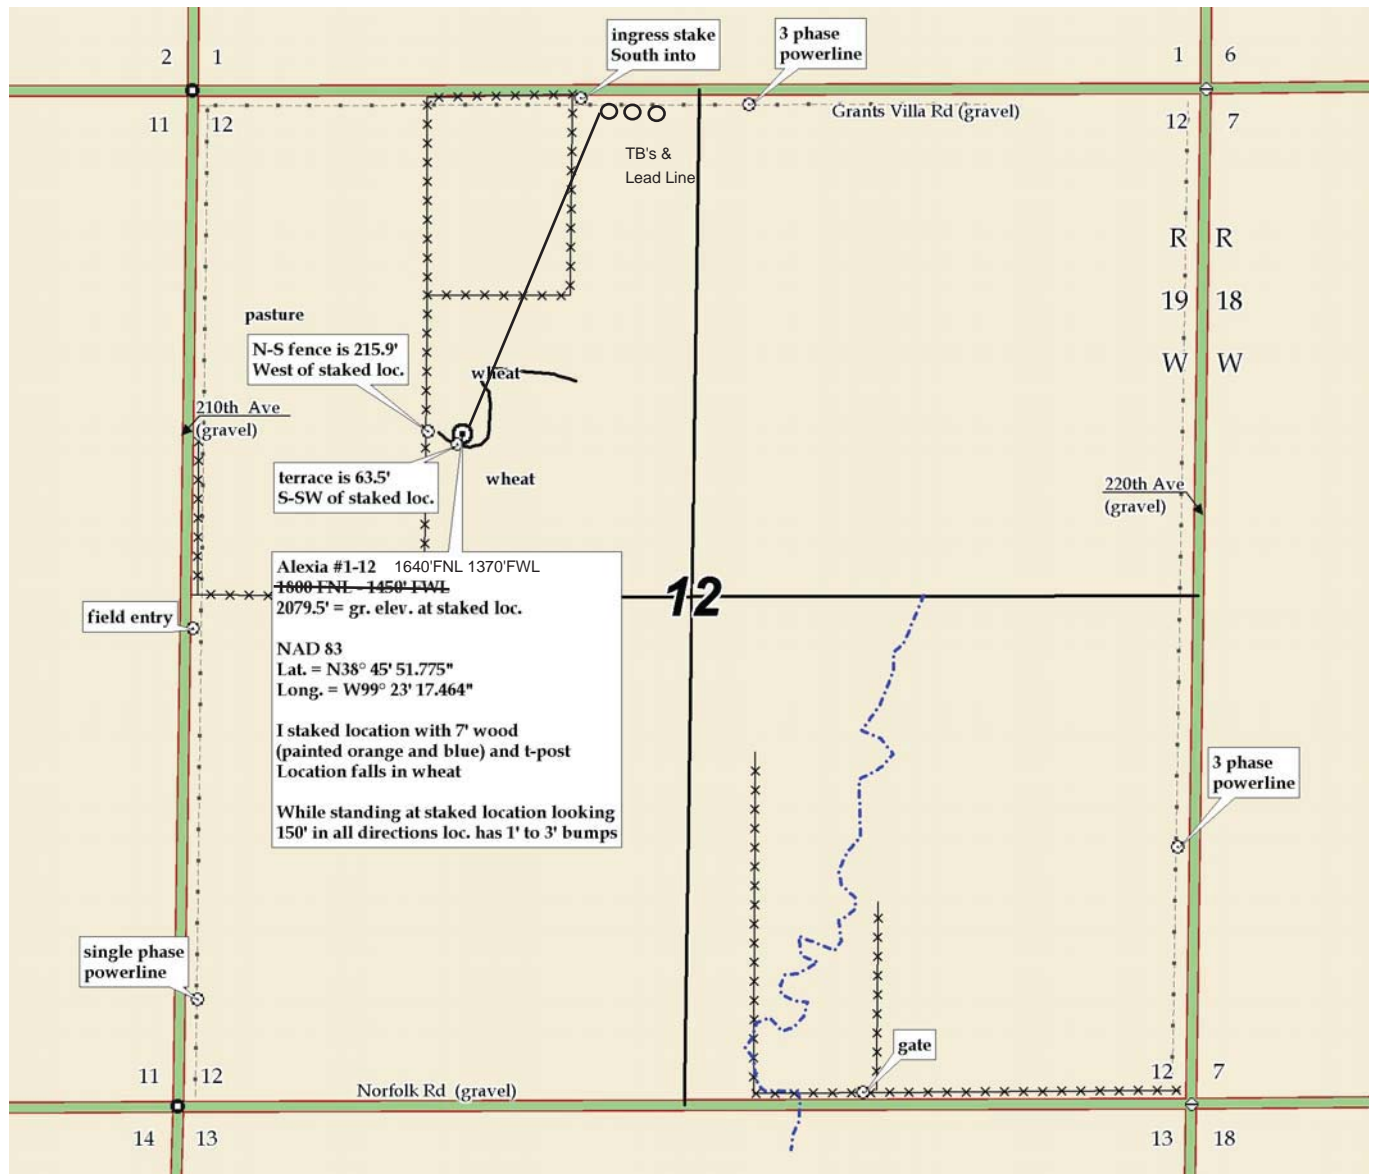 ingress stake
South into
3 phase
powerline
2 1
1 6
11 12
12 7
Grants Villa Rd (gravel)
TB's &
Lead Line
R R
19 18
W W
pasture
N-S fence is 215.9'
West of staked loc.
wheat
210th Ave
(gravel)
terrace is 63.5'
S-SW of staked loc.
wheat
220th Ave
(gravel)
Alexia #1-12 1640'FNL 1370'FWL
1800 FNL - 1450' FWL
2079.5' = gr. elev. at staked loc.
NAD 83
Lat. = N38° 45' 51.775"
Long. = W99° 23' 17.464"
I staked location with 7' wood
(painted orange and blue) and t-post
Location falls in wheat
While standing at staked location looking
150' in all directions loc. has 1' to 3' bumps
12
field entry
3 phase
powerline
single phase
powerline
gate
11 12
12 7
Norfolk Rd (gravel)
14 13
13 18